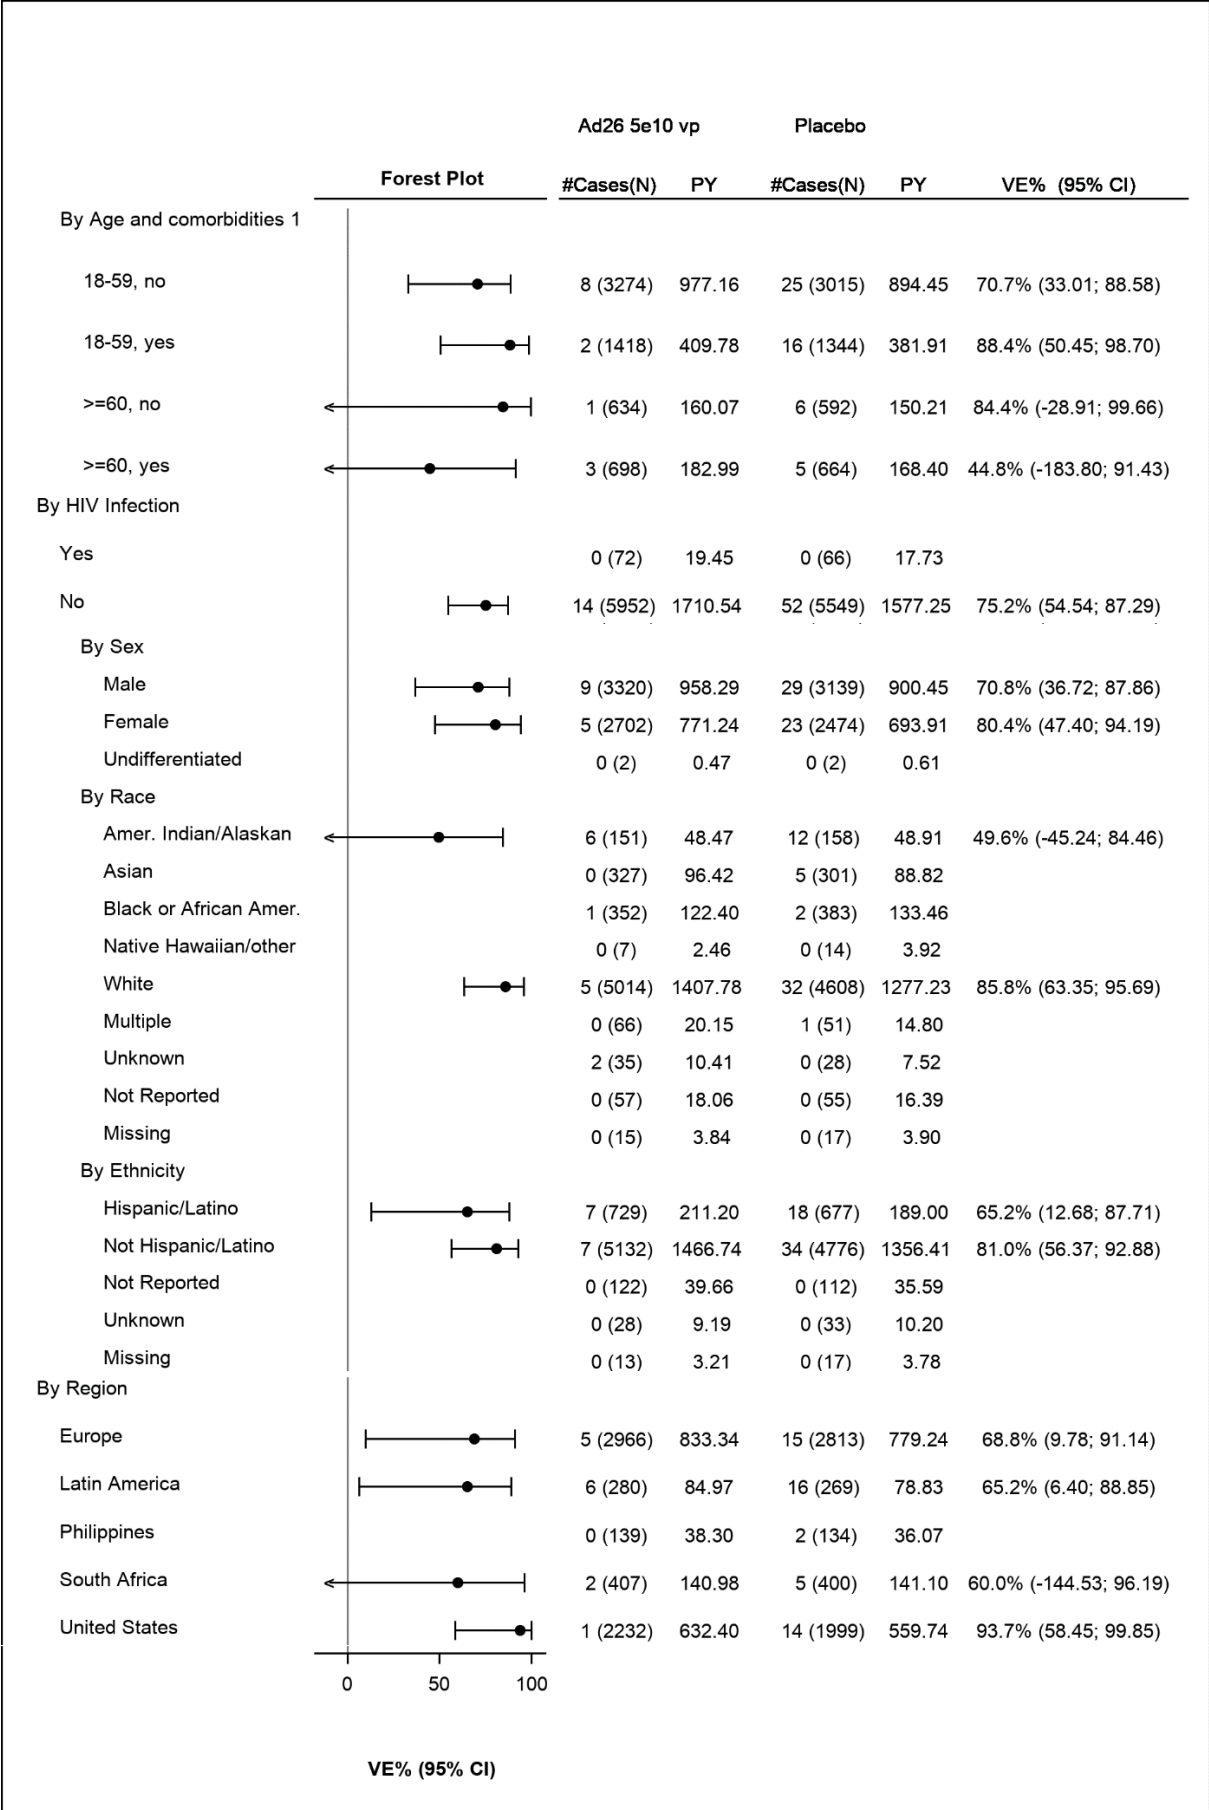 Ad26 5e10 vp Placebo
Forest Plot #Cases(N) PY #Cases(N) PY VE% (95% CI)
By Age and comorbidities 1
18-59, no 8 (3274) 977.16 25 (3015) 894.45 70.7% (33.01; 88.58)
18-59, yes 2 (1418) 409.78 16 (1344) 381.91 88.4% (50.45; 98.70)
>=60, no 1 (634) 160.07 6 (592) 150.21 84.4% (-28.91; 99.66)
>=60, yes 3 (698) 182.99 5 (664) 168.40 44.8% (-183.80; 91.43)
By HIV Infection
Yes 0 (72) 19.45 0 (66) 17.73
No 14 (5952) 1710.54 52 (5549) 1577.25 75.2% (54.54; 87.29)
By Sex
Male 9 (3320) 958.29 29 (3139) 900.45 70.8% (36.72; 87.86)
Female 5 (2702) 771.24 23 (2474) 693.91 80.4% (47.40; 94.19)
Undifferentiated 0 (2) 0.47 0 (2) 0.61
By Race
Amer. Indian/Alaskan 6 (151) 48.47 12 (158) 48.91 49.6% (-45.24; 84.46)
Asian 0 (327) 96.42 5 (301) 88.82
Black or African Amer. 1 (352) 122.40 2 (383) 133.46
Native Hawaiian/other 0 (7) 2.46 0 (14) 3.92
White 5 (5014) 1407.78 32 (4608) 1277.23 85.8% (63.35; 95.69)
Multiple 0 (66) 20.15 1 (51) 14.80
Unknown 2 (35) 10.41 0 (28) 7.52
Not Reported 0 (57) 18.06 0 (55) 16.39
Missing 0 (15) 3.84 0 (17) 3.90
By Ethnicity
Hispanic/Latino 7 (729) 211.20 18 (677) 189.00 65.2% (12.68; 87.71)
Not Hispanic/Latino 7 (5132) 1466.74 34 (4776) 1356.41 81.0% (56.37; 92.88)
Not Reported 0 (122) 39.66 0 (112) 35.59
Unknown 0 (28) 9.19 0 (33) 10.20
Missing 0 (13) 3.21 0 (17) 3.78
By Region
Europe 5 (2966) 833.34 15 (2813) 779.24 68.8% (9.78; 91.14)
Latin America 6 (280) 84.97 16 (269) 78.83 65.2% (6.40; 88.85)
Philippines 0 (139) 38.30 2 (134) 36.07
South Africa 2 (407) 140.98 5 (400) 141.10 60.0% (-144.53; 96.19)
United States 1 (2232) 632.40 14 (1999) 559.74 93.7% (58.45; 99.85)
0 50 100
VE% (95% CI)